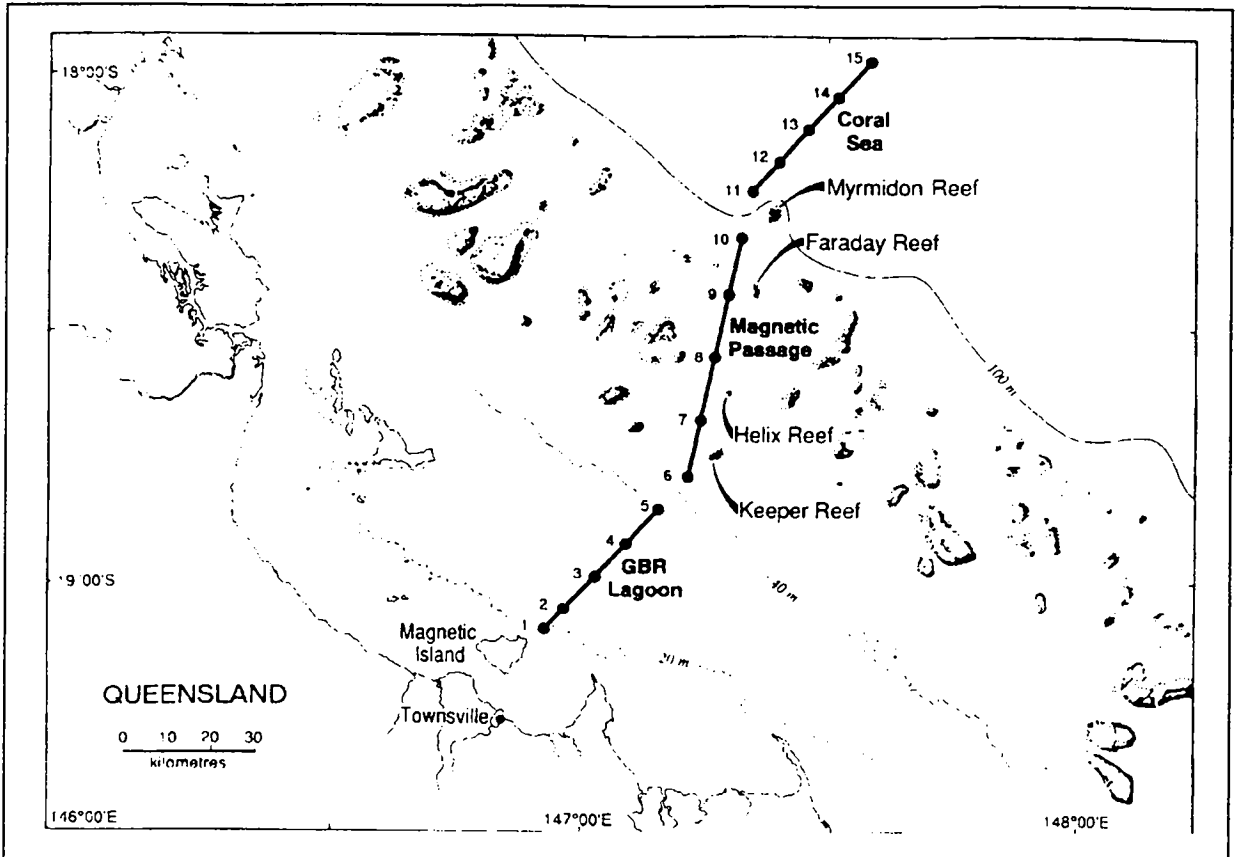 18°00'S
15
14
13
Coral
Sea
12
11
Myrmidon Reef
10
Faraday Reef
9
Magnetic
Passage
8
100 m
7
Helix Reef
6
Keeper Reef
5
4
3
GBR
Lagoon
19°00'S
2
1
40 m
Magnetic
Island
20 m
QUEENSLAND
Townsville
0 10 20 30
kilometres
146°00'E
147°00'E
148°00'E